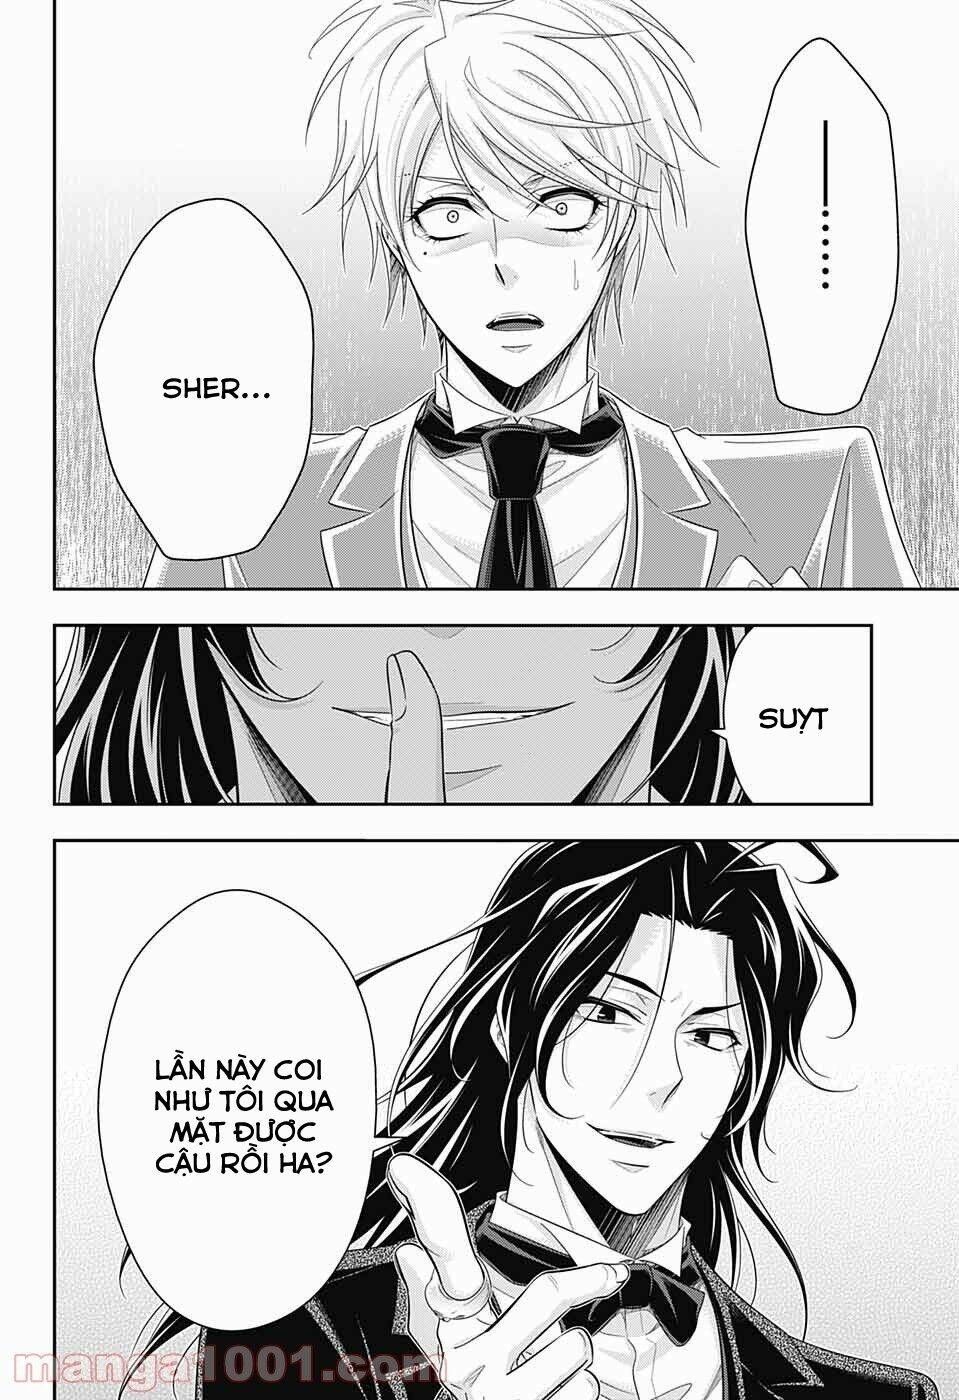 SHER...
SUỴT
LẦN NÀY COI
NHƯ TÔI QUA
MẶT ĐƯỢC
CẬU RỒI HA?
manga1001.com